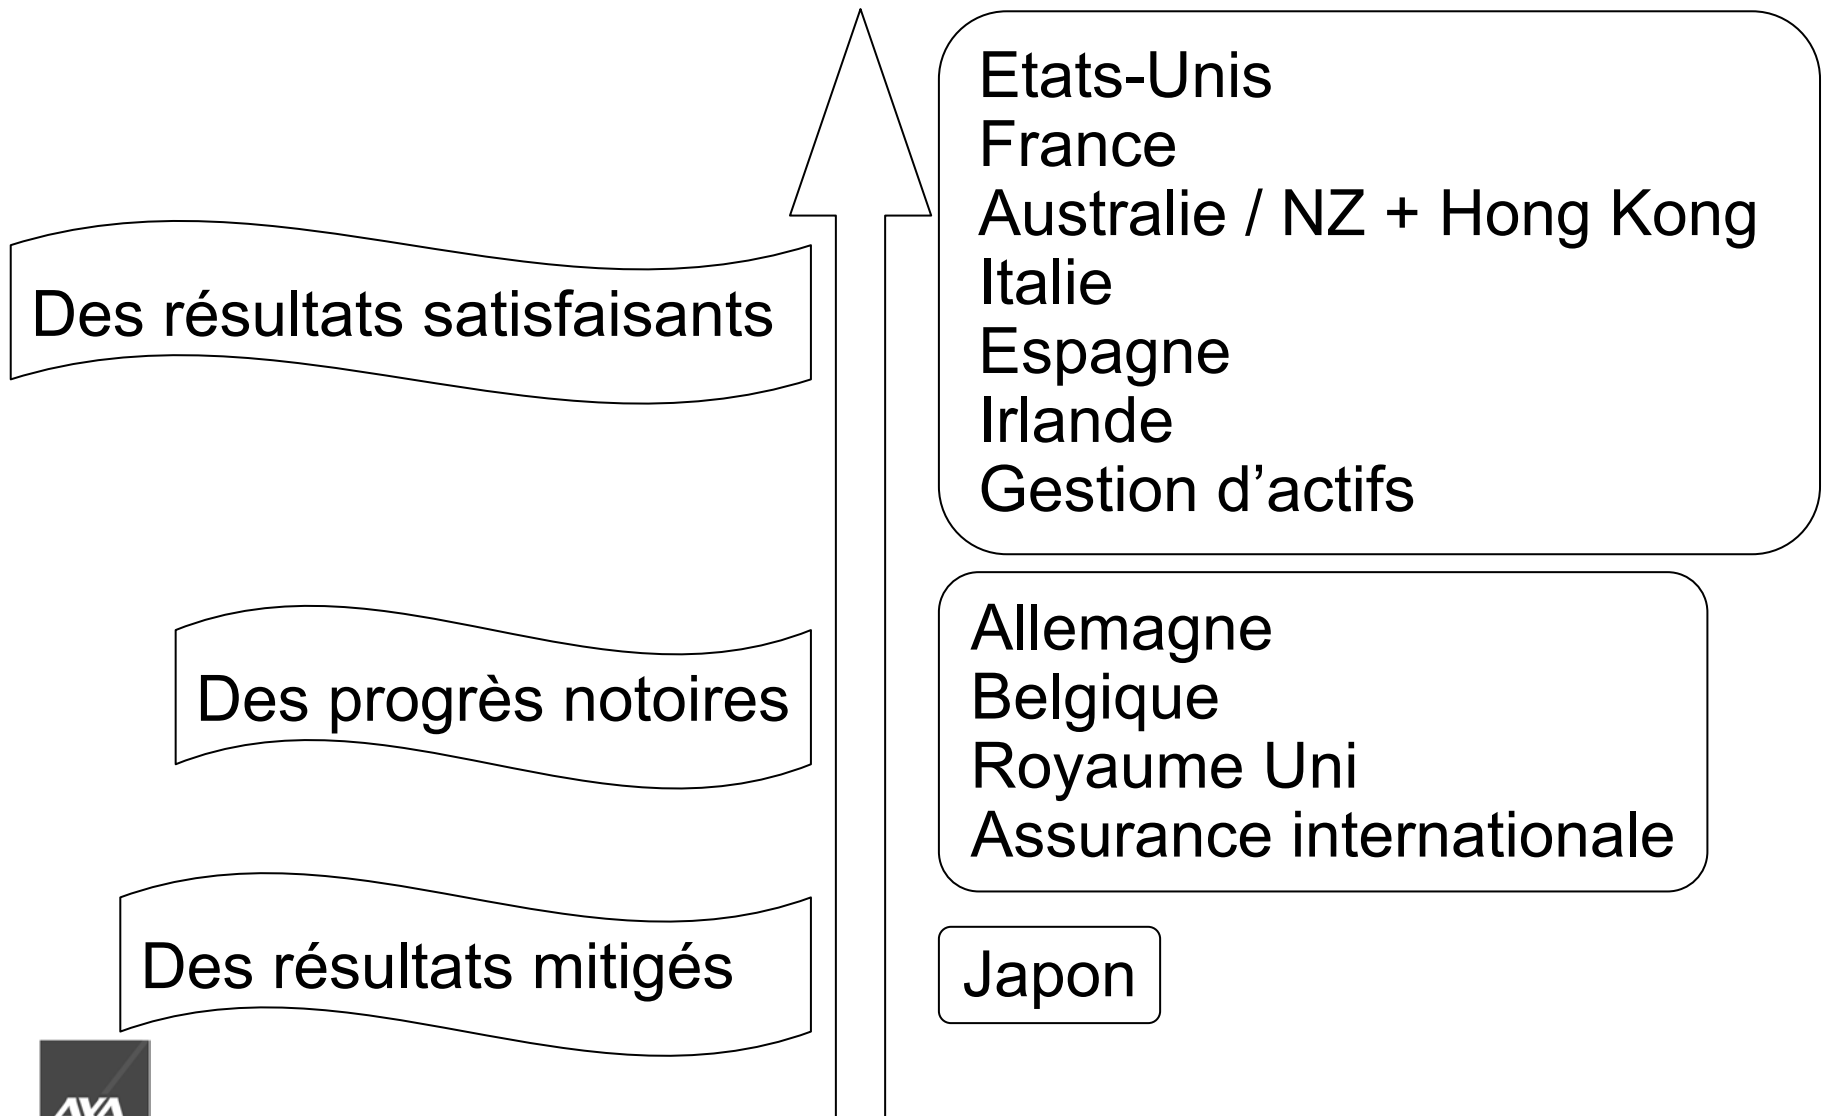 Des résultats satisfaisants
Etats-Unis
France
Australie / NZ + Hong Kong
Italie
Espagne
Irlande
Gestion d’actifs
Des progrès notoires
Allemagne
Belgique
Royaume Uni
Assurance internationale
Des résultats mitigés
Japon
AXA